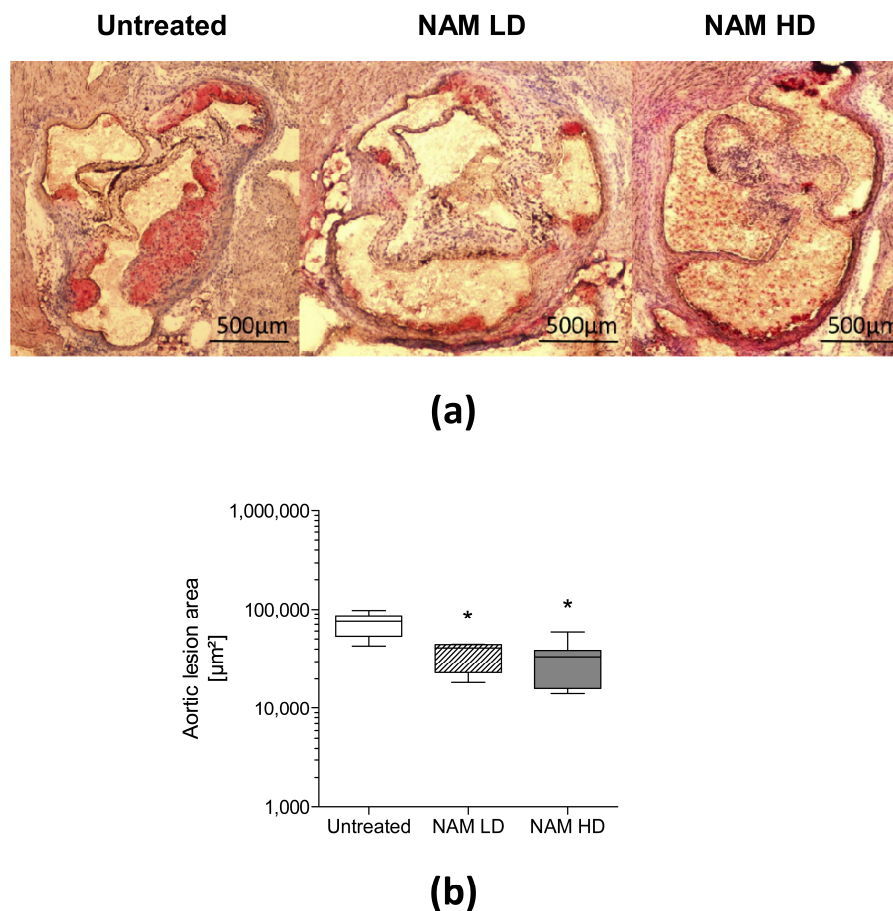 Untreated NAM LD NAM HD
500µm 500µm 500µm
(a)
1,000,000
100,000
10,000
1,000
Aortic lesion area
[µm²]
* *
Untreated NAM LD NAM HD
(b)